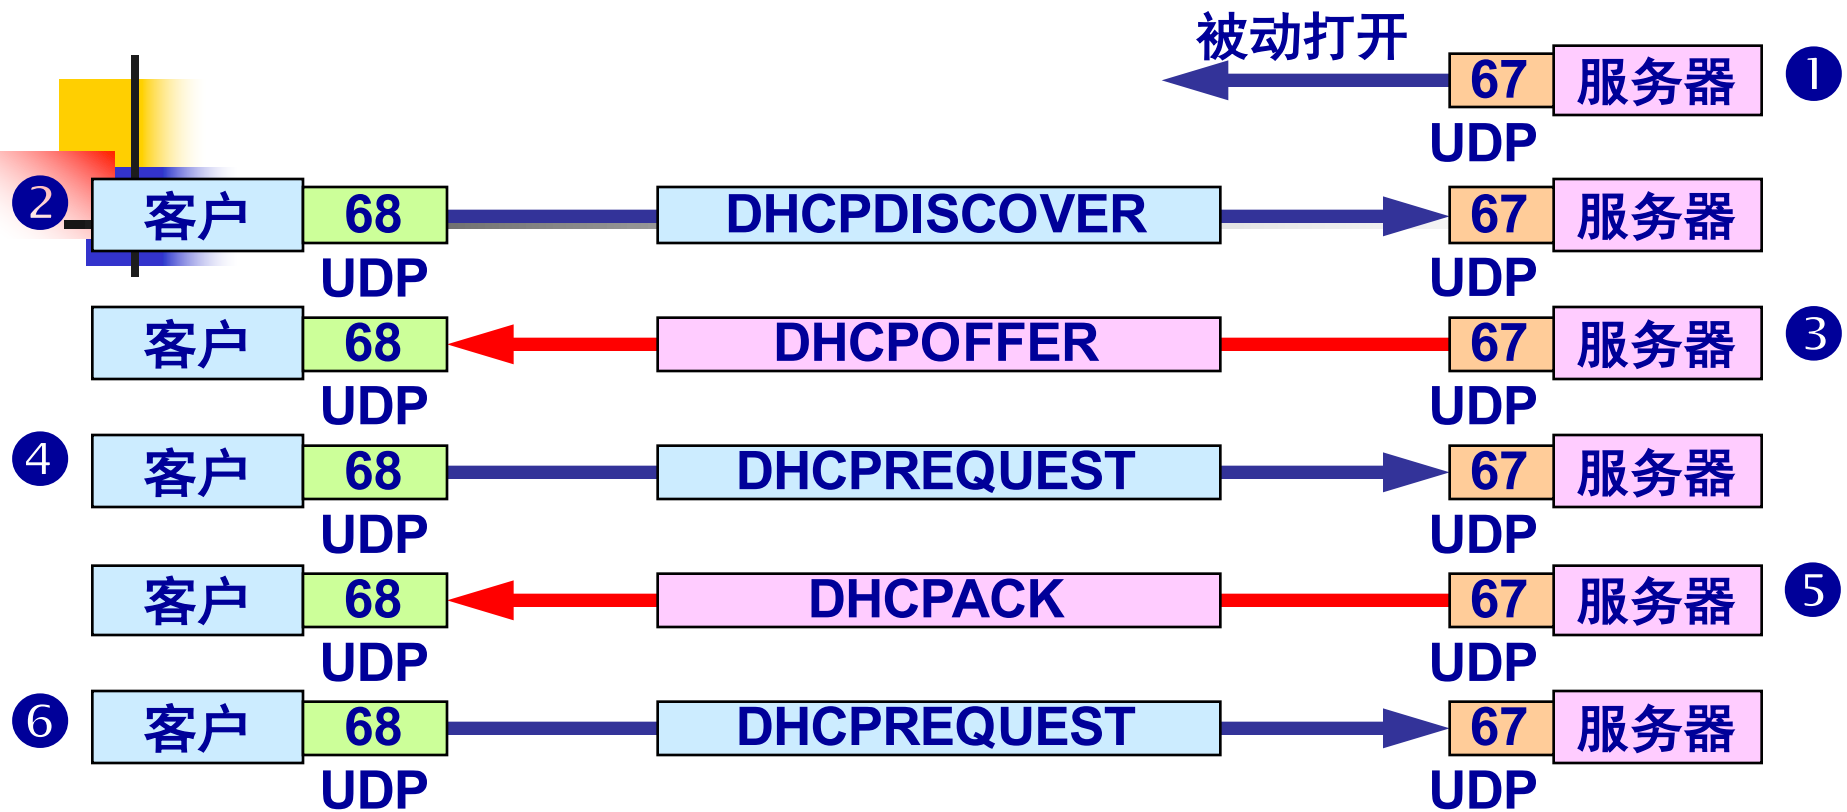 被动打开
67 服务器 ❶
UDP
❷ 客户 68 DHCPDISCOVER 67 服务器
UDP UDP
客户 68 DHCPOFFER 67 服务器 ❸
UDP UDP
❹ 客户 68 DHCPREQUEST 67 服务器
UDP UDP
客户 68 DHCPACK 67 服务器 ❺
UDP UDP
❻ 客户 68 DHCPREQUEST 67 服务器
UDP UDP